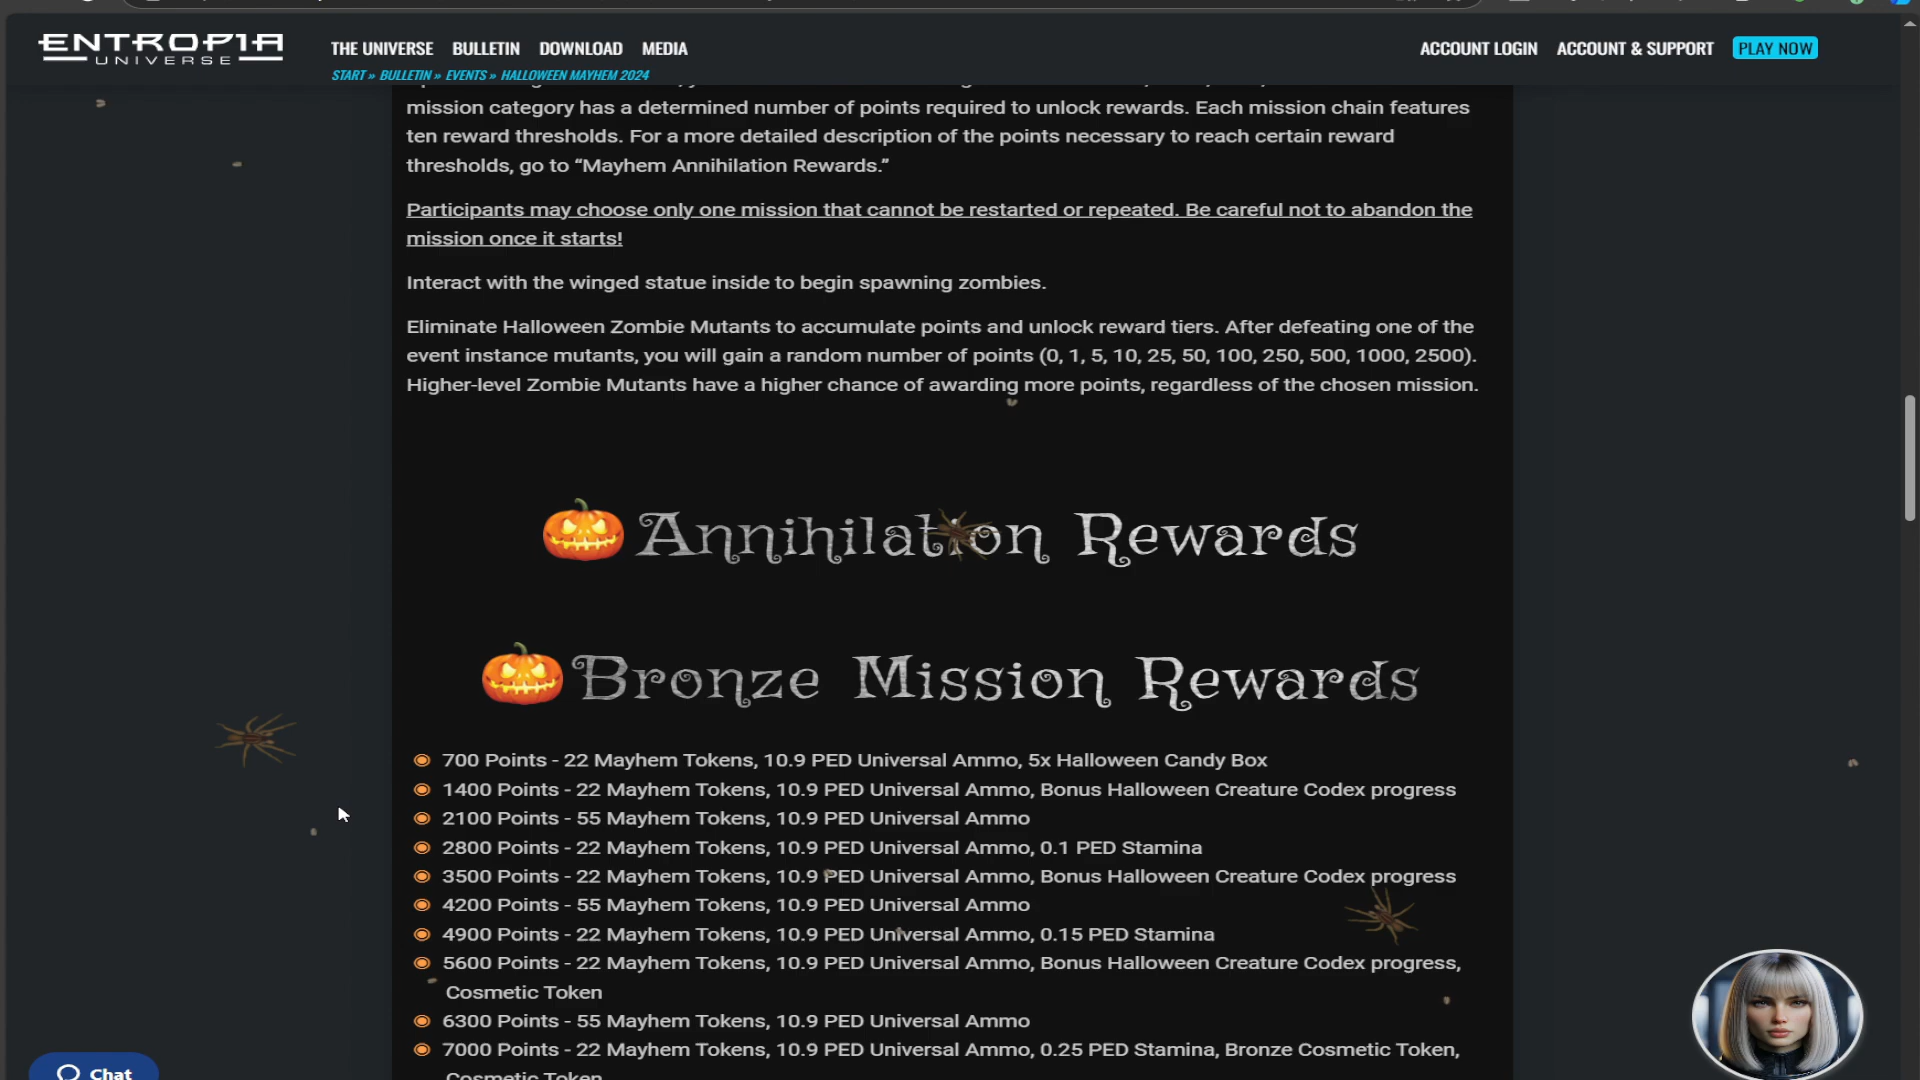 ENTROPIA
UNIVERSE
THE UNIVERSE BULLETIN DOWNLOAD MEDIA
ACCOUNT LOGIN ACCOUNT & SUPPORT PLAY NOW
START » BULLETIN » EVENTS » HALLOWEEN MAYHEM 2024
mission category has a determined number of points required to unlock rewards. Each mission chain features
ten reward thresholds. For a more detailed description of the points necessary to reach certain reward
thresholds, go to “Mayhem Annihilation Rewards.”
Participants may choose only one mission that cannot be restarted or repeated. Be careful not to abandon the
mission once it starts!
Interact with the winged statue inside to begin spawning zombies.
Eliminate Halloween Zombie Mutants to accumulate points and unlock reward tiers. After defeating one of the
event instance mutants, you will gain a random number of points (0, 1, 5, 10, 25, 50, 100, 250, 500, 1000, 2500).
Higher-level Zombie Mutants have a higher chance of awarding more points, regardless of the chosen mission.
Annihilation Rewards
Bronze Mission Rewards
700 Points - 22 Mayhem Tokens, 10.9 PED Universal Ammo, 5x Halloween Candy Box
1400 Points - 22 Mayhem Tokens, 10.9 PED Universal Ammo, Bonus Halloween Creature Codex progress
2100 Points - 55 Mayhem Tokens, 10.9 PED Universal Ammo
2800 Points - 22 Mayhem Tokens, 10.9 PED Universal Ammo, 0.1 PED Stamina
3500 Points - 22 Mayhem Tokens, 10.9 PED Universal Ammo, Bonus Halloween Creature Codex progress
4200 Points - 55 Mayhem Tokens, 10.9 PED Universal Ammo
4900 Points - 22 Mayhem Tokens, 10.9 PED Universal Ammo, 0.15 PED Stamina
5600 Points - 22 Mayhem Tokens, 10.9 PED Universal Ammo, Bonus Halloween Creature Codex progress,
Cosmetic Token
6300 Points - 55 Mayhem Tokens, 10.9 PED Universal Ammo
7000 Points - 22 Mayhem Tokens, 10.9 PED Universal Ammo, 0.25 PED Stamina, Bronze Cosmetic Token,
Cosmetic Token
Chat